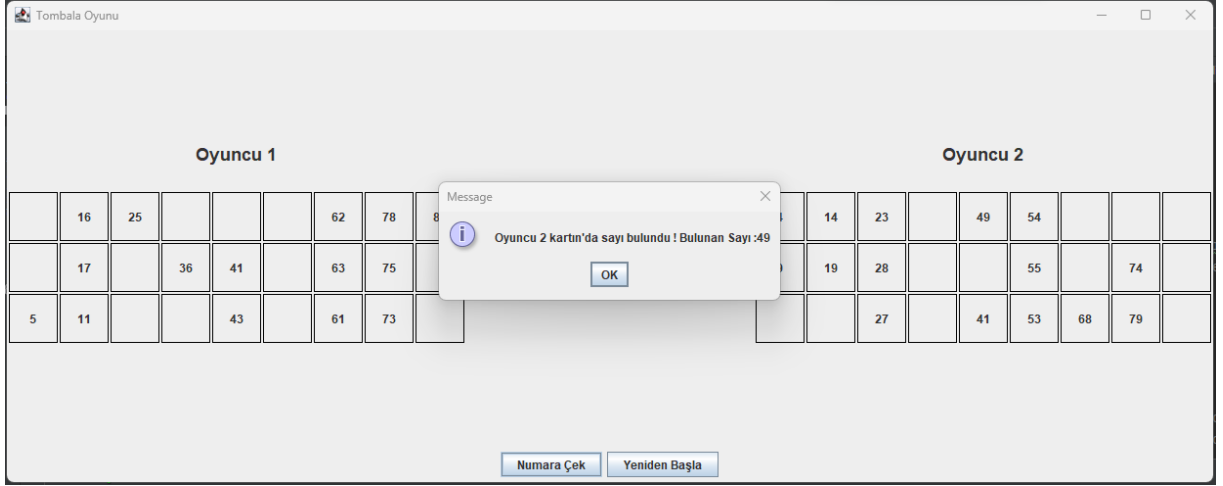 Tombala Oyunu
Oyuncu 1
Oyuncu 2
16 25 62 78
14 23 49 54
17 36 41 63 75
19 28 55 74
5 11 43 61 73
27 41 53 68 79
Message
Oyuncu 2 kartın'da sayı bulundu ! Bulunan Sayı :49
OK
Numara Çek
Yeniden Başla